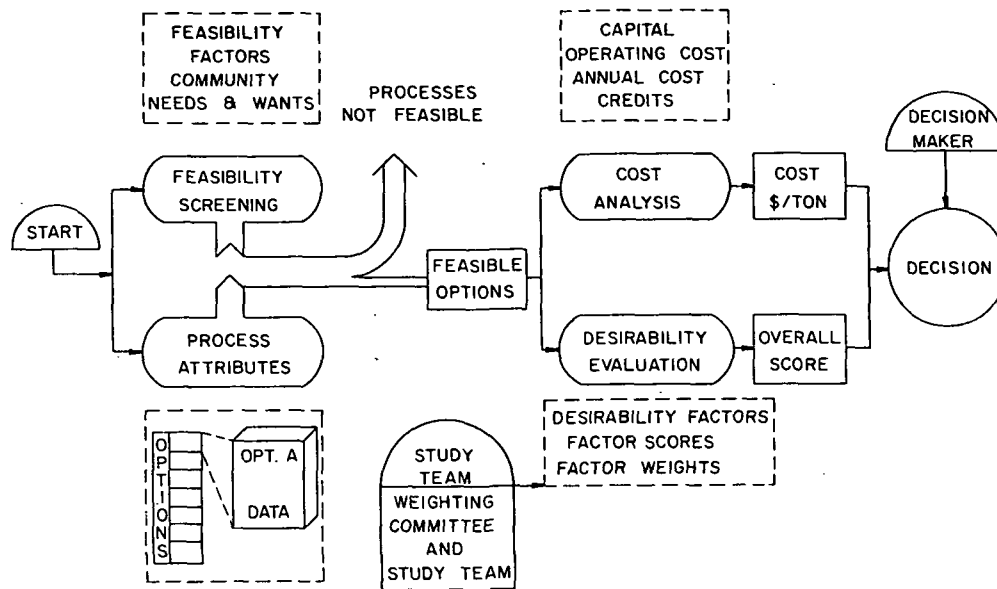 FEASIBILITY
FACTORS
COMMUNITY
NEEDS & WANTS
PROCESSES
NOT FEASIBLE
CAPITAL
OPERATING COST
ANNUAL COST
CREDITS
DECISION
MAKER
START
FEASIBILITY
SCREENING
COST
ANALYSIS
COST
$/TON
FEASIBLE
OPTIONS
DECISION
PROCESS
ATTRIBUTES
DESIRABILITY
EVALUATION
OVERALL
SCORE
OPTIONS
OPT. A
DATA
STUDY
TEAM
WEIGHTING
COMMITTEE
AND
STUDY TEAM
DESIRABILITY FACTORS
FACTOR SCORES
FACTOR WEIGHTS